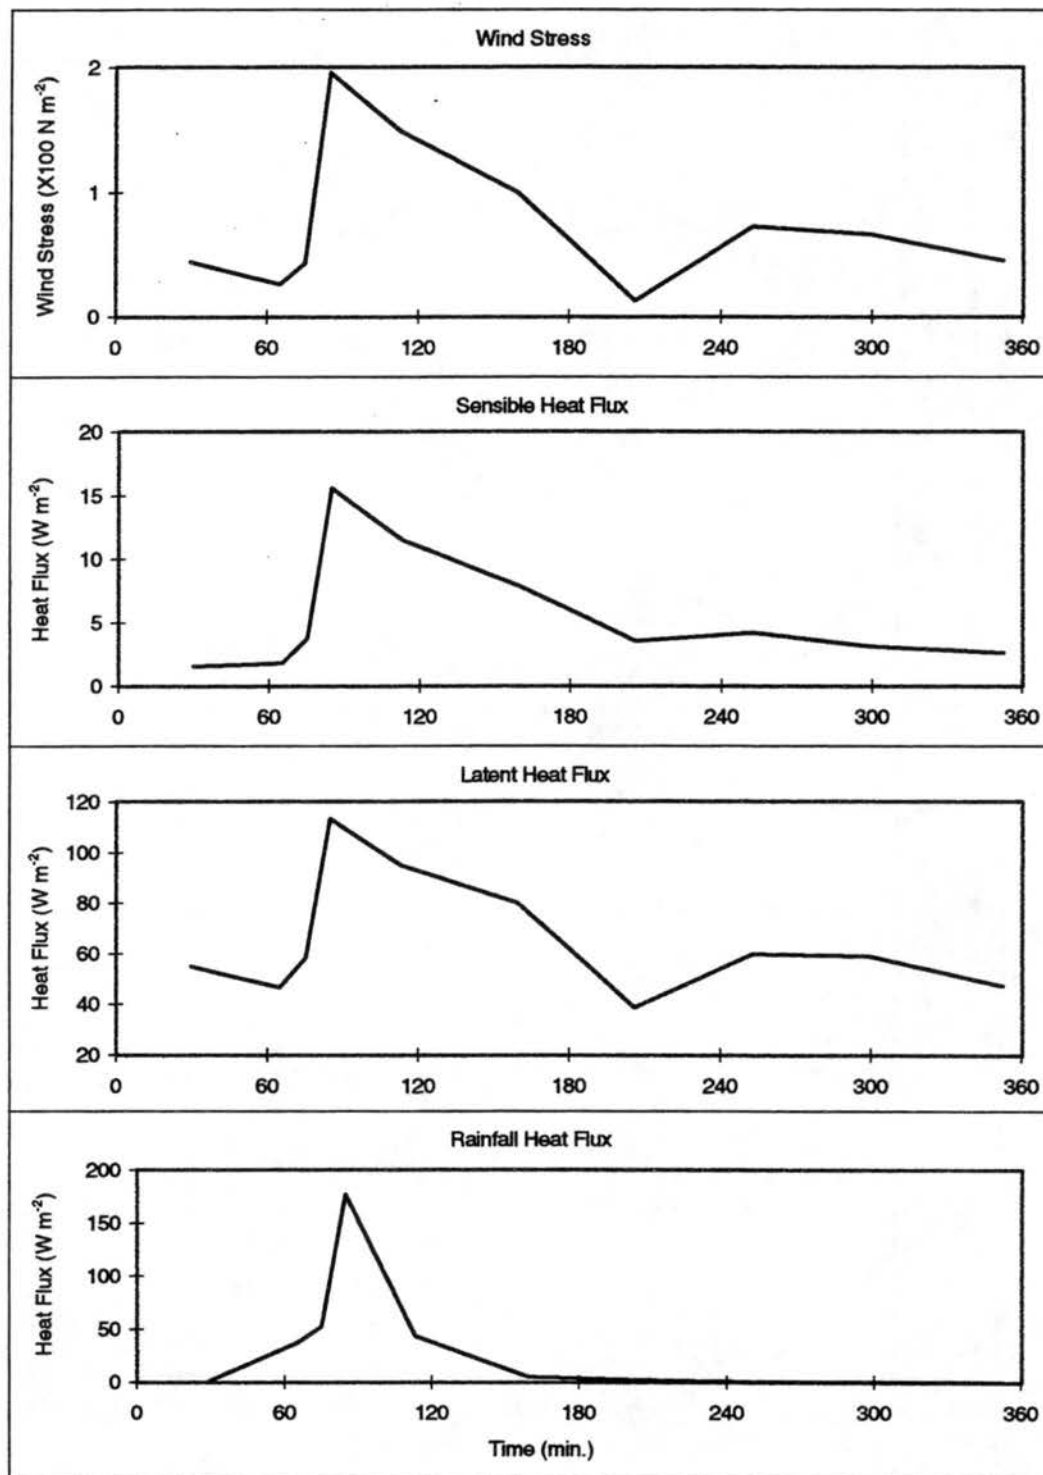 Wind Stress
Wind Stress (X100 N m-2)
2
1
0
0 60 120 180 240 300 360
Sensible Heat Flux
Heat Flux (W m-2)
20
15
10
5
0
0 60 120 180 240 300 360
Latent Heat Flux
Heat Flux (W m-2)
120
100
80
60
40
20
0 60 120 180 240 300 360
Rainfall Heat Flux
Heat Flux (W m-2)
200
150
100
50
0
0 60 120 180 240 300 360
Time (min.)